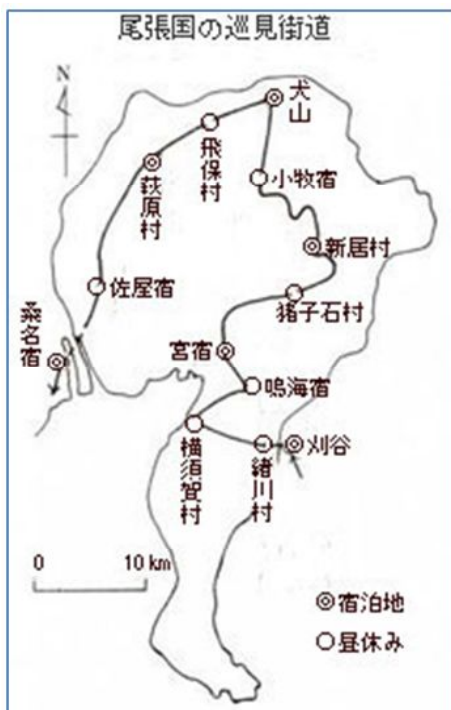 尾張国の巡見街道
N
犬山
飛保村
萩原村
小牧宿
新居村
佐屋宿
猪子石村
桑名宿
宮宿
鳴海宿
横須賀村
緒川村
刈谷
0 10 km
宿泊地
昼休み